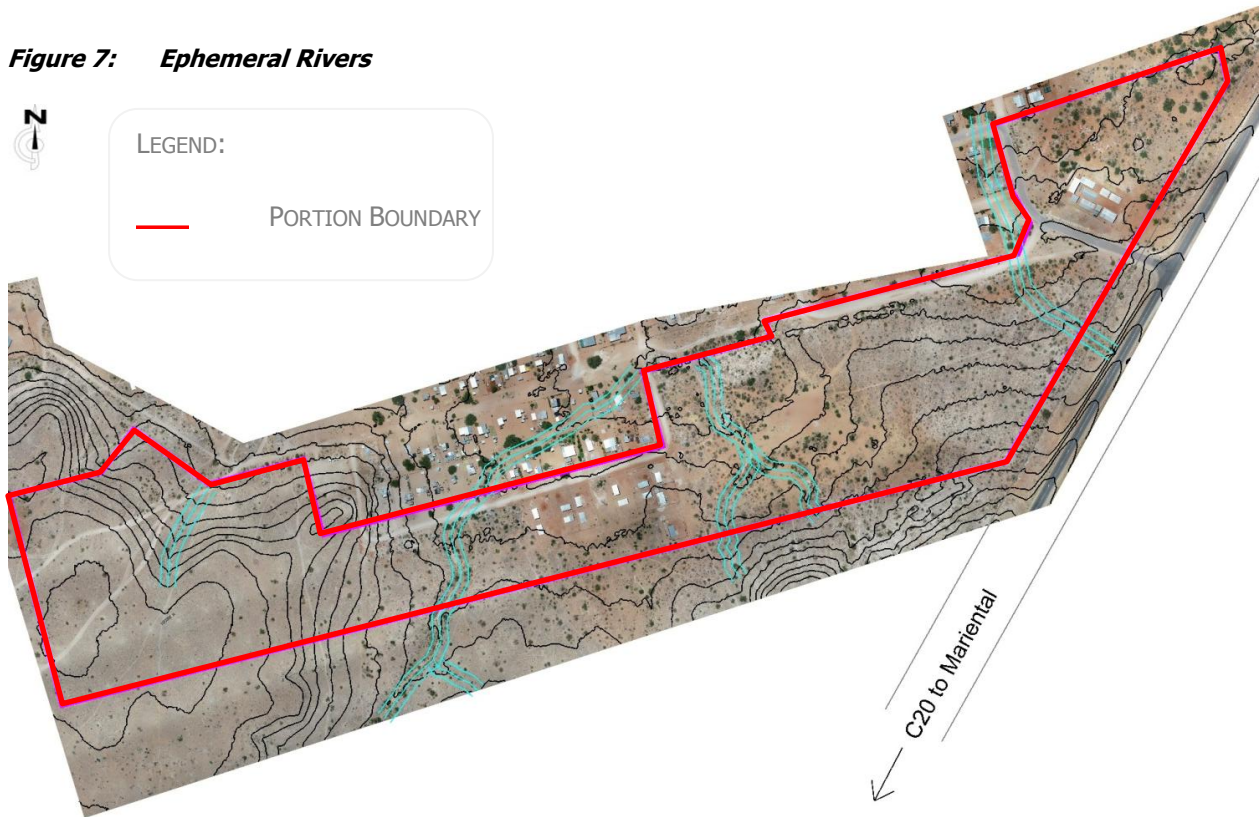 Figure 7: Ephemeral Rivers
N
LEGEND:
PORTION BOUNDARY
C20 to Mariental